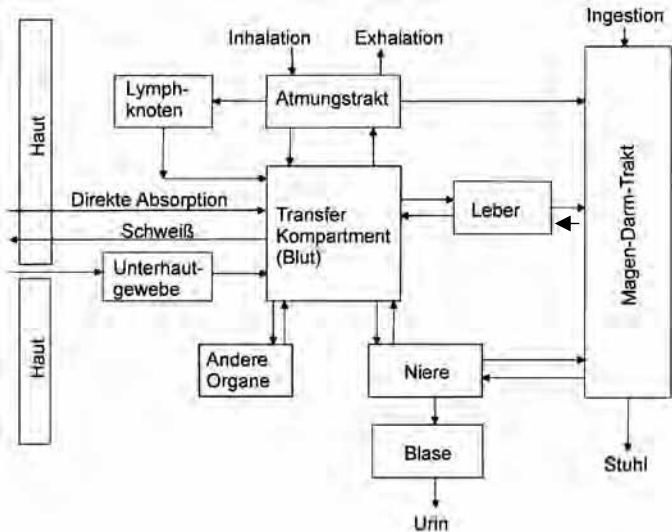 Ingestion
Inhalation
Exhalation
Haut
Lymph-
knoten
Atmungstrakt
Direkte Absorption
Schweiß
Transfer
Kompartment
(Blut)
Leber
Magen-Darm-Trakt
Unterhaut-
gewebe
Haut
Andere
Organe
Niere
Blase
Stuhl
Urin